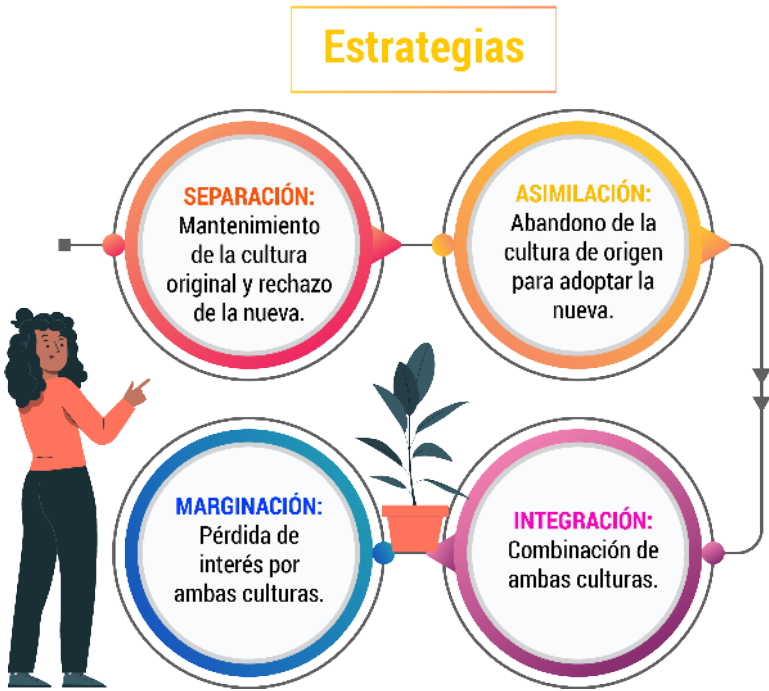 Estrategias
SEPARACIÓN:
Mantenimiento
de la cultura
original y rechazo
de la nueva.
ASIMILACIÓN:
Abandono de la
cultura de origen
para adoptar la
nueva.
INTEGRACIÓN:
Combinación de
ambas culturas.
MARGINACIÓN:
Pérdida de
interés por
ambas culturas.